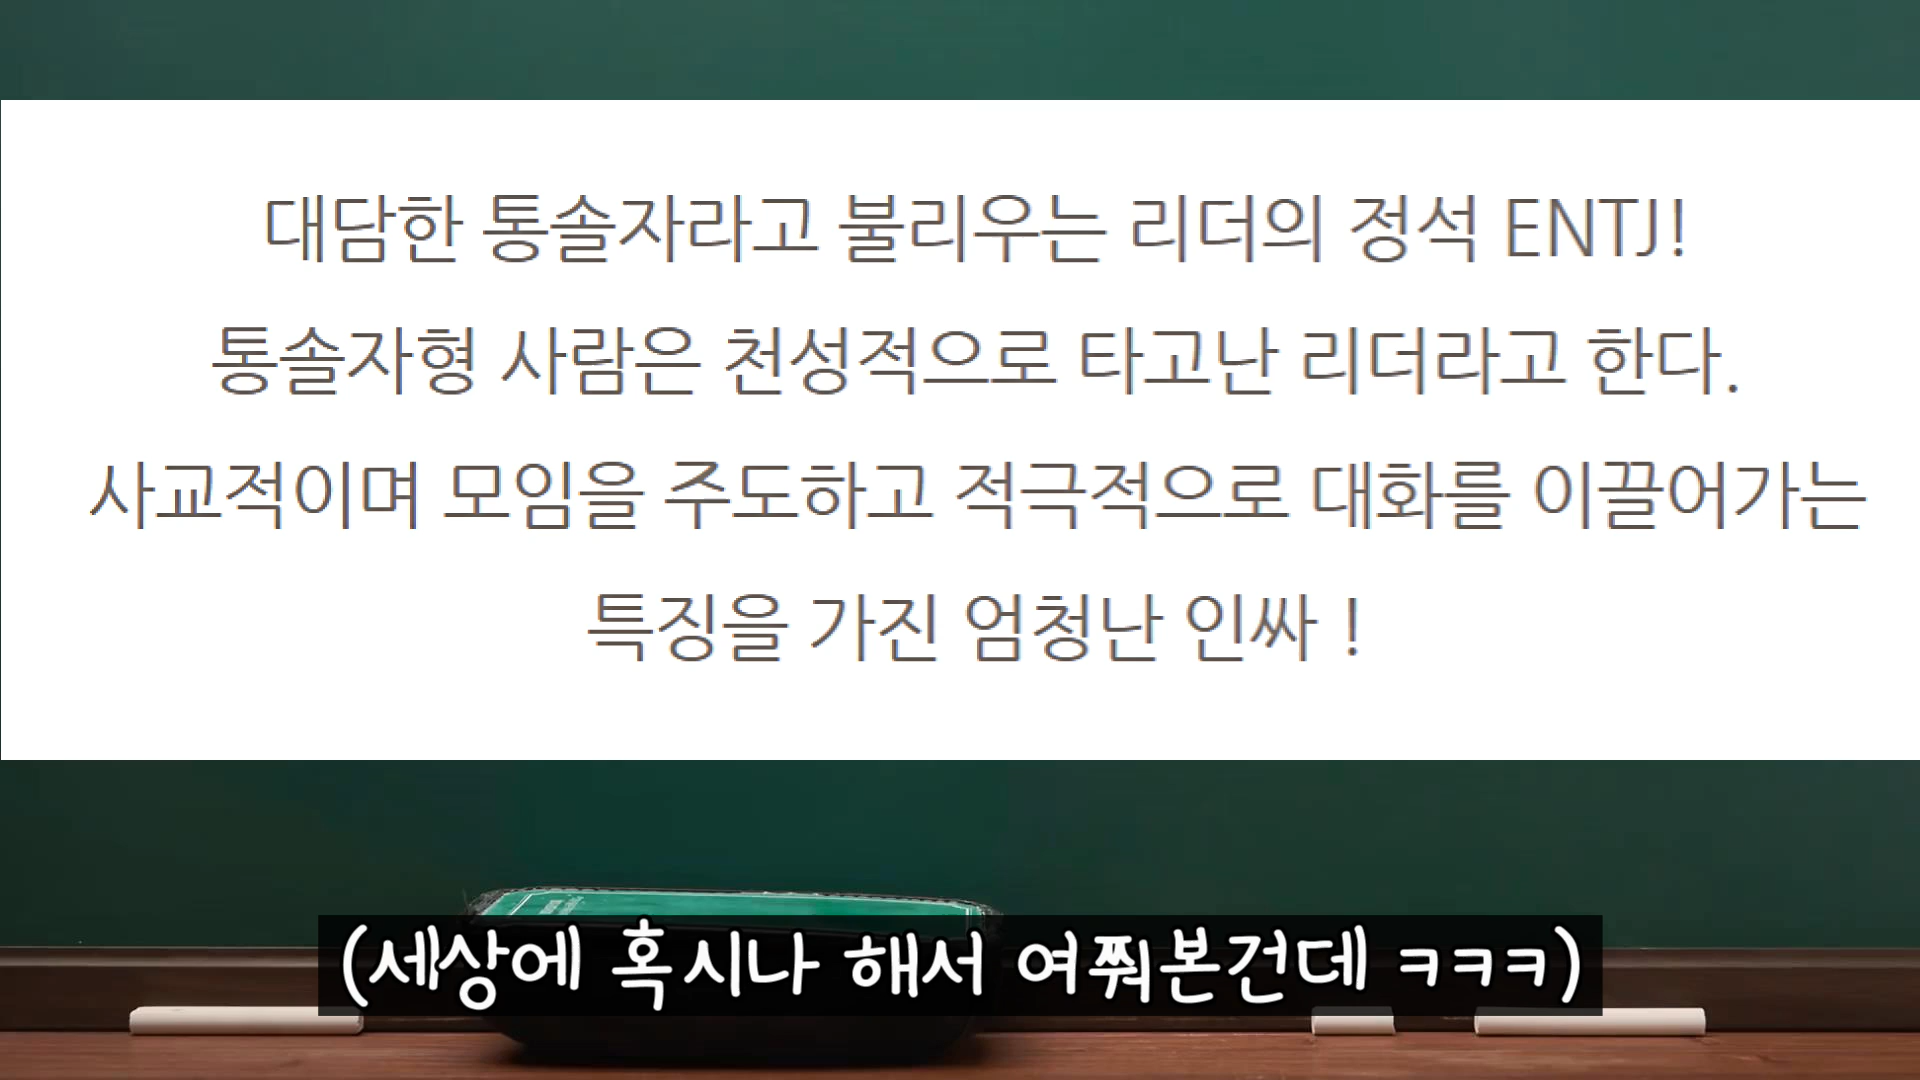 대담한 통솔자라고 불리우는 리더의 정석 ENTJ!
통솔자형 사람은 천성적으로 타고난 리더라고 한다.
사교적이며 모임을 주도하고 적극적으로 대화를 이끌어가는
특징을 가진 엄청난 인싸 !
(세상에 혹시나 해서 여쭤본건데 ㅋㅋㅋ)